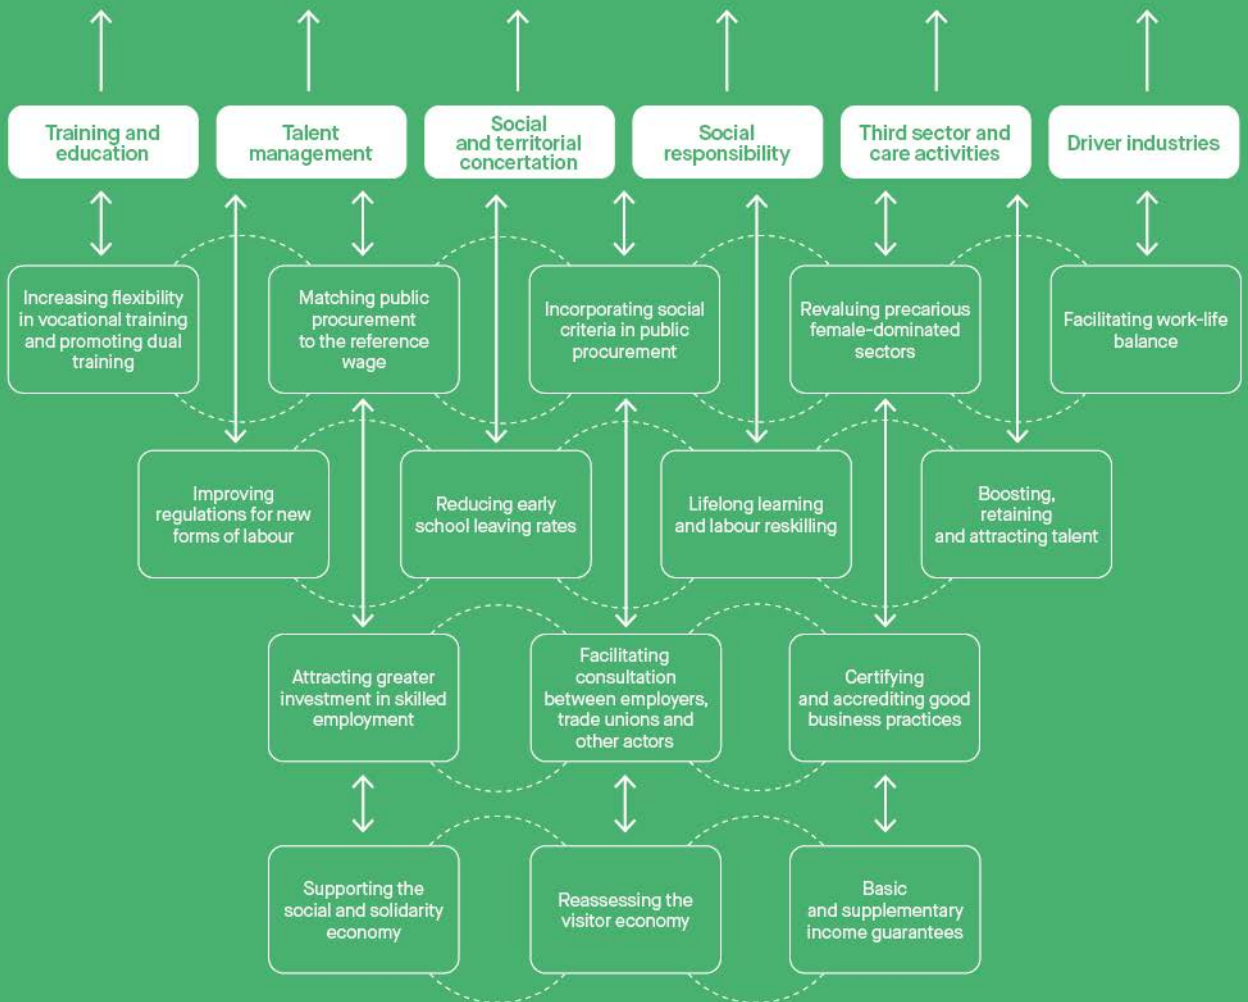 Training and
education
Talent
management
Social
and territorial
concertation
Social
responsibility
Third sector and
care activities
Driver industries
Increasing flexibility
in vocational training
and promoting dual
training
Matching public
procurement
to the reference
wage
Incorporating social
criteria in public
procurement
Revaluing precarious
female-dominated
sectors
Facilitating work-life
balance
Improving
regulations for new
forms of labour
Reducing early
school leaving rates
Lifelong learning
and labour reskilling
Boosting,
retaining
and attracting talent
Attracting greater
investment in skilled
employment
Facilitating
consultation
between employers,
trade unions and
other actors
Certifying
and accrediting good
business practices
Supporting the
social and solidarity
economy
Reassessing the
visitor economy
Basic
and supplementary
income guarantees